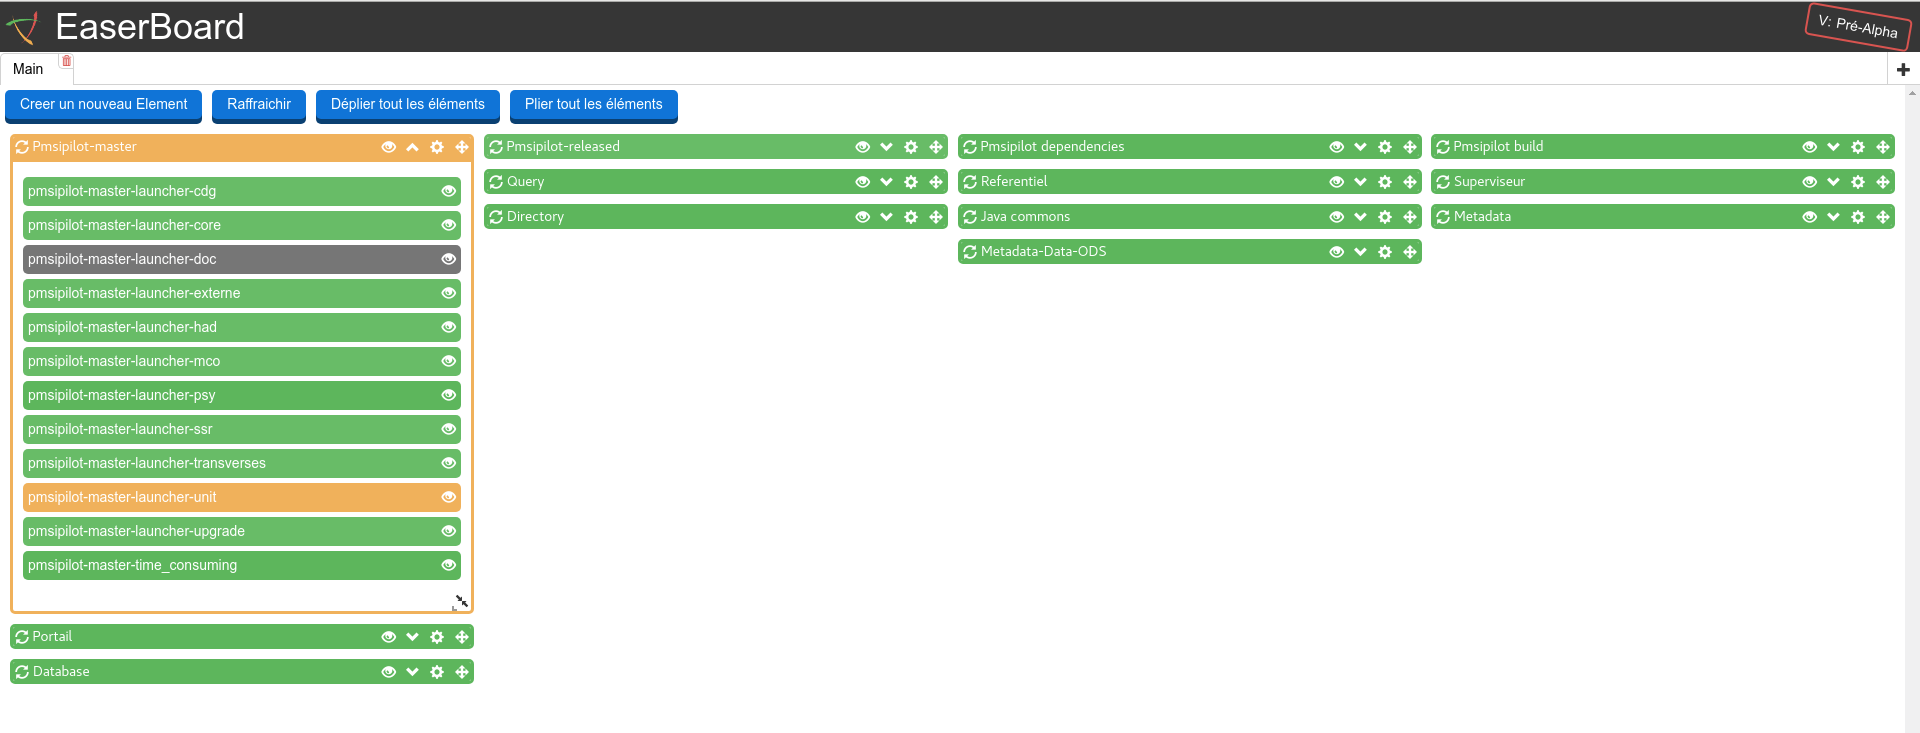 EaserBoard
V: Pré-Alpha
Main
Creer un nouveau Element
Raffraichir
Déplier tout les éléments
Plier tout les éléments
Pmsipilot-master
pmsipilot-master-launcher-cdg
pmsipilot-master-launcher-core
pmsipilot-master-launcher-doc
pmsipilot-master-launcher-externe
pmsipilot-master-launcher-had
pmsipilot-master-launcher-mco
pmsipilot-master-launcher-psy
pmsipilot-master-launcher-ssr
pmsipilot-master-launcher-transverses
pmsipilot-master-launcher-unit
pmsipilot-master-launcher-upgrade
pmsipilot-master-time_consuming
Portail
Database
Pmsipilot-released
Query
Directory
Pmsipilot dependencies
Referentiel
Java commons
Metadata-Data-ODS
Pmsipilot build
Superviseur
Metadata